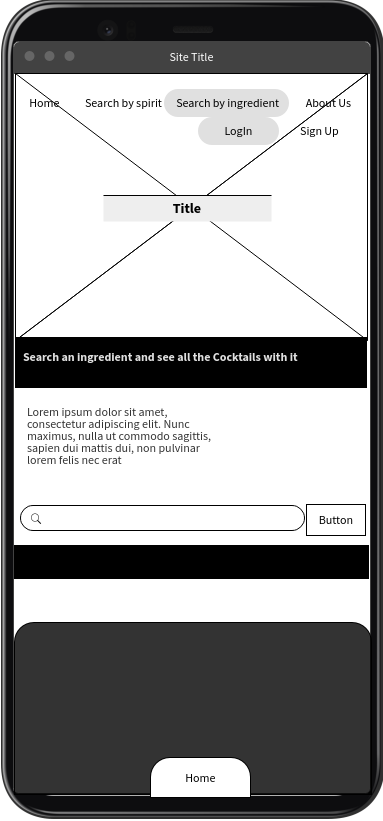 Site Title
Home Search by spirit Search by ingredient About Us
LogIn Sign Up
Title
Search an ingredient and see all the Cocktails with it
Lorem ipsum dolor sit amet,
consectetur adipiscing elit. Nunc
maximus, nulla ut commodo sagittis,
sapien dui mattis dui, non pulvinar
lorem felis nec erat
Button
Home